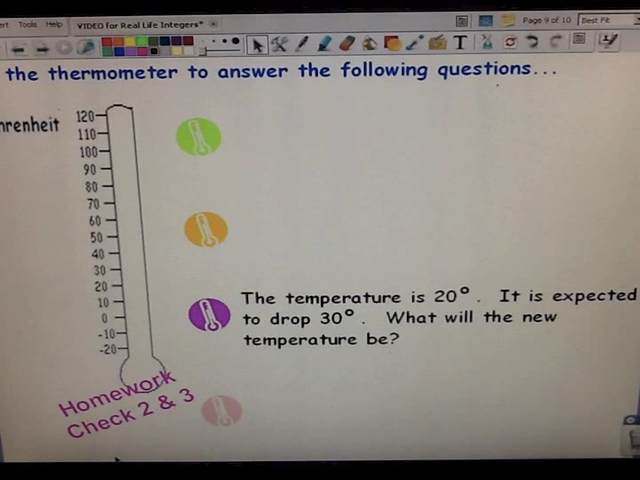 Tools Help
VIDEO for Real Life Integers*
Page 9 of 10
Best Fit
the thermometer to answer the following questions...
120
110
100
90
80
70
60
50
40
30
20
10
0
-10
-20
The temperature is 20°. It is expected
to drop 30°. What will the new
temperature be?
Homework
Check 2 & 3